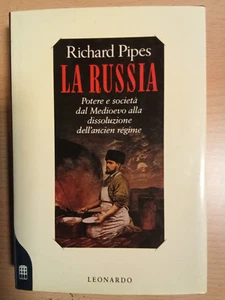 Richard Pipes
LA RUSSIA
Potere e società
dal Medioevo alla
dissoluzione
dell'ancien régime
LEONARDO